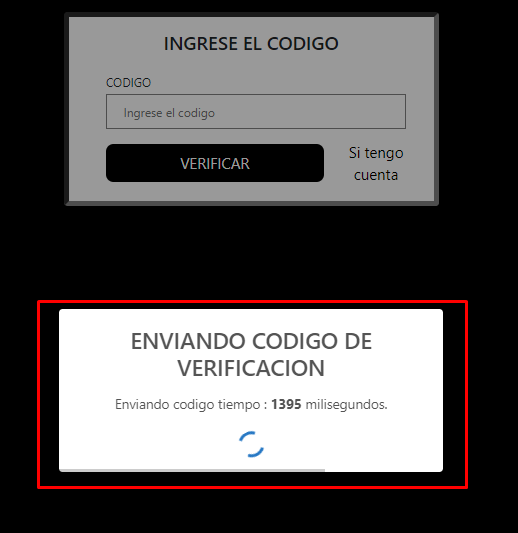 INGRESE EL CODIGO
CODIGO
Ingrese el codigo
VERIFICAR
Si tengo
cuenta
ENVIANDO CODIGO DE
VERIFICACION
Enviando codigo tiempo : 1395 milisegundos.